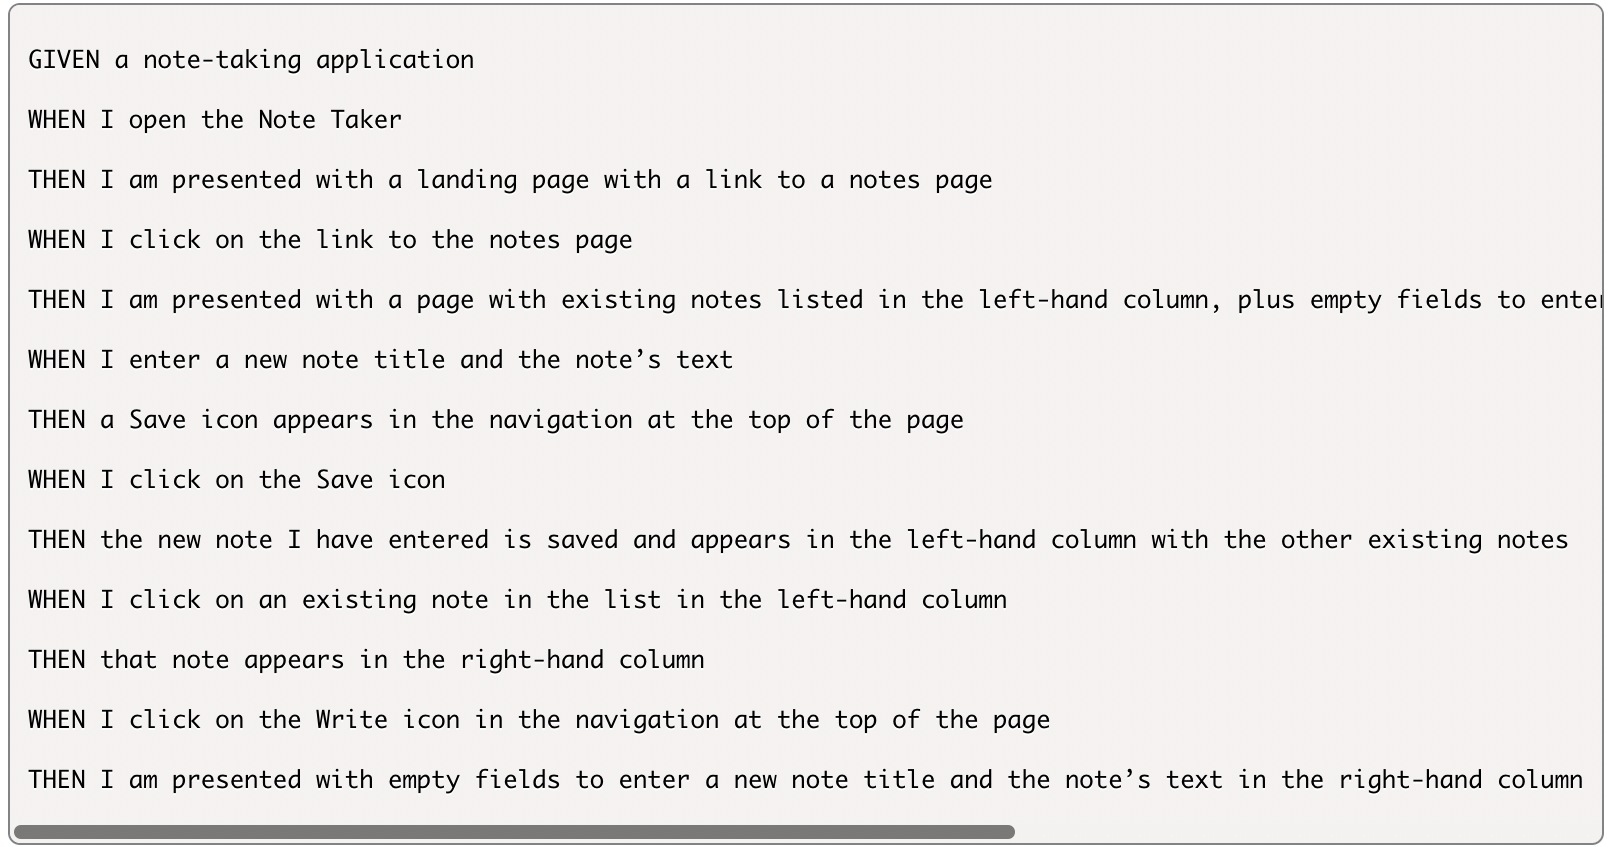 GIVEN a note-taking application
WHEN I open the Note Taker
THEN I am presented with a landing page with a link to a notes page
WHEN I click on the link to the notes page
THEN I am presented with a page with existing notes listed in the left-hand column, plus empty fields to enter
WHEN I enter a new note title and the note’s text
THEN a Save icon appears in the navigation at the top of the page
WHEN I click on the Save icon
THEN the new note I have entered is saved and appears in the left-hand column with the other existing notes
WHEN I click on an existing note in the list in the left-hand column
THEN that note appears in the right-hand column
WHEN I click on the Write icon in the navigation at the top of the page
THEN I am presented with empty fields to enter a new note title and the note’s text in the right-hand column